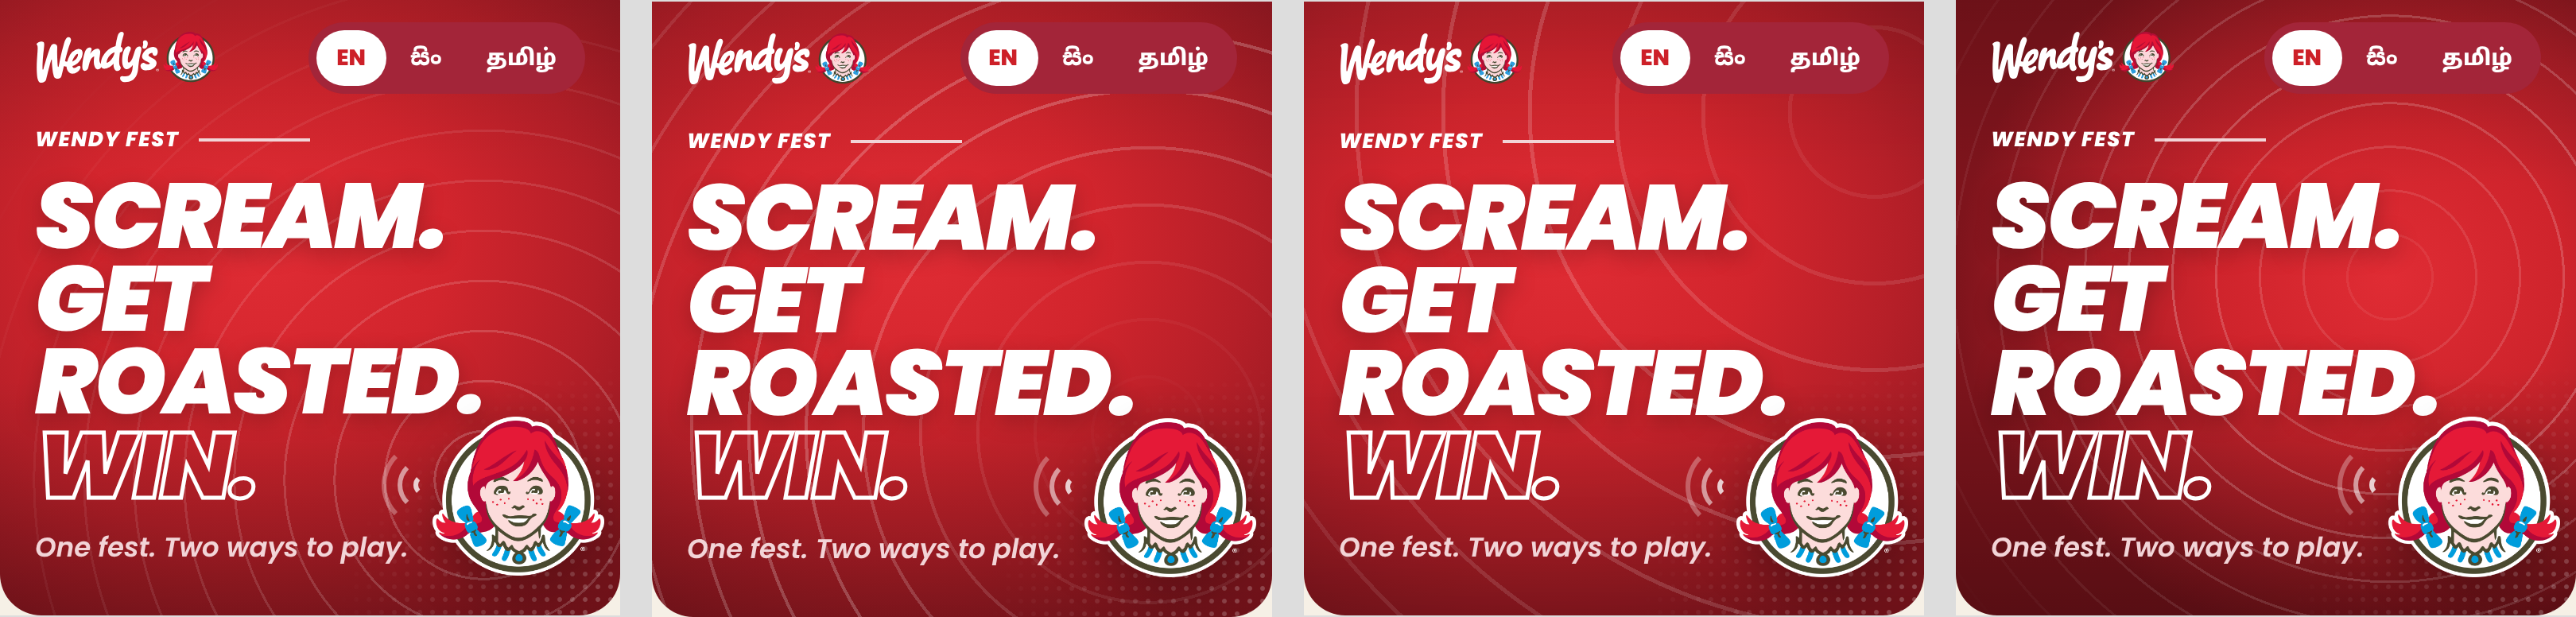 Wendy's
EN සිං தமிழ்
WENDY FEST
SCREAM.
GET
ROASTED.
WIN.
One fest. Two ways to play.
Wendy's
EN සිං தமிழ்
WENDY FEST
SCREAM.
GET
ROASTED.
WIN.
One fest. Two ways to play.
Wendy's
EN සිං தமிழ்
WENDY FEST
SCREAM.
GET
ROASTED.
WIN.
One fest. Two ways to play.
Wendy's
EN සිං தமிழ்
WENDY FEST
SCREAM.
GET
ROASTED.
WIN.
One fest. Two ways to play.